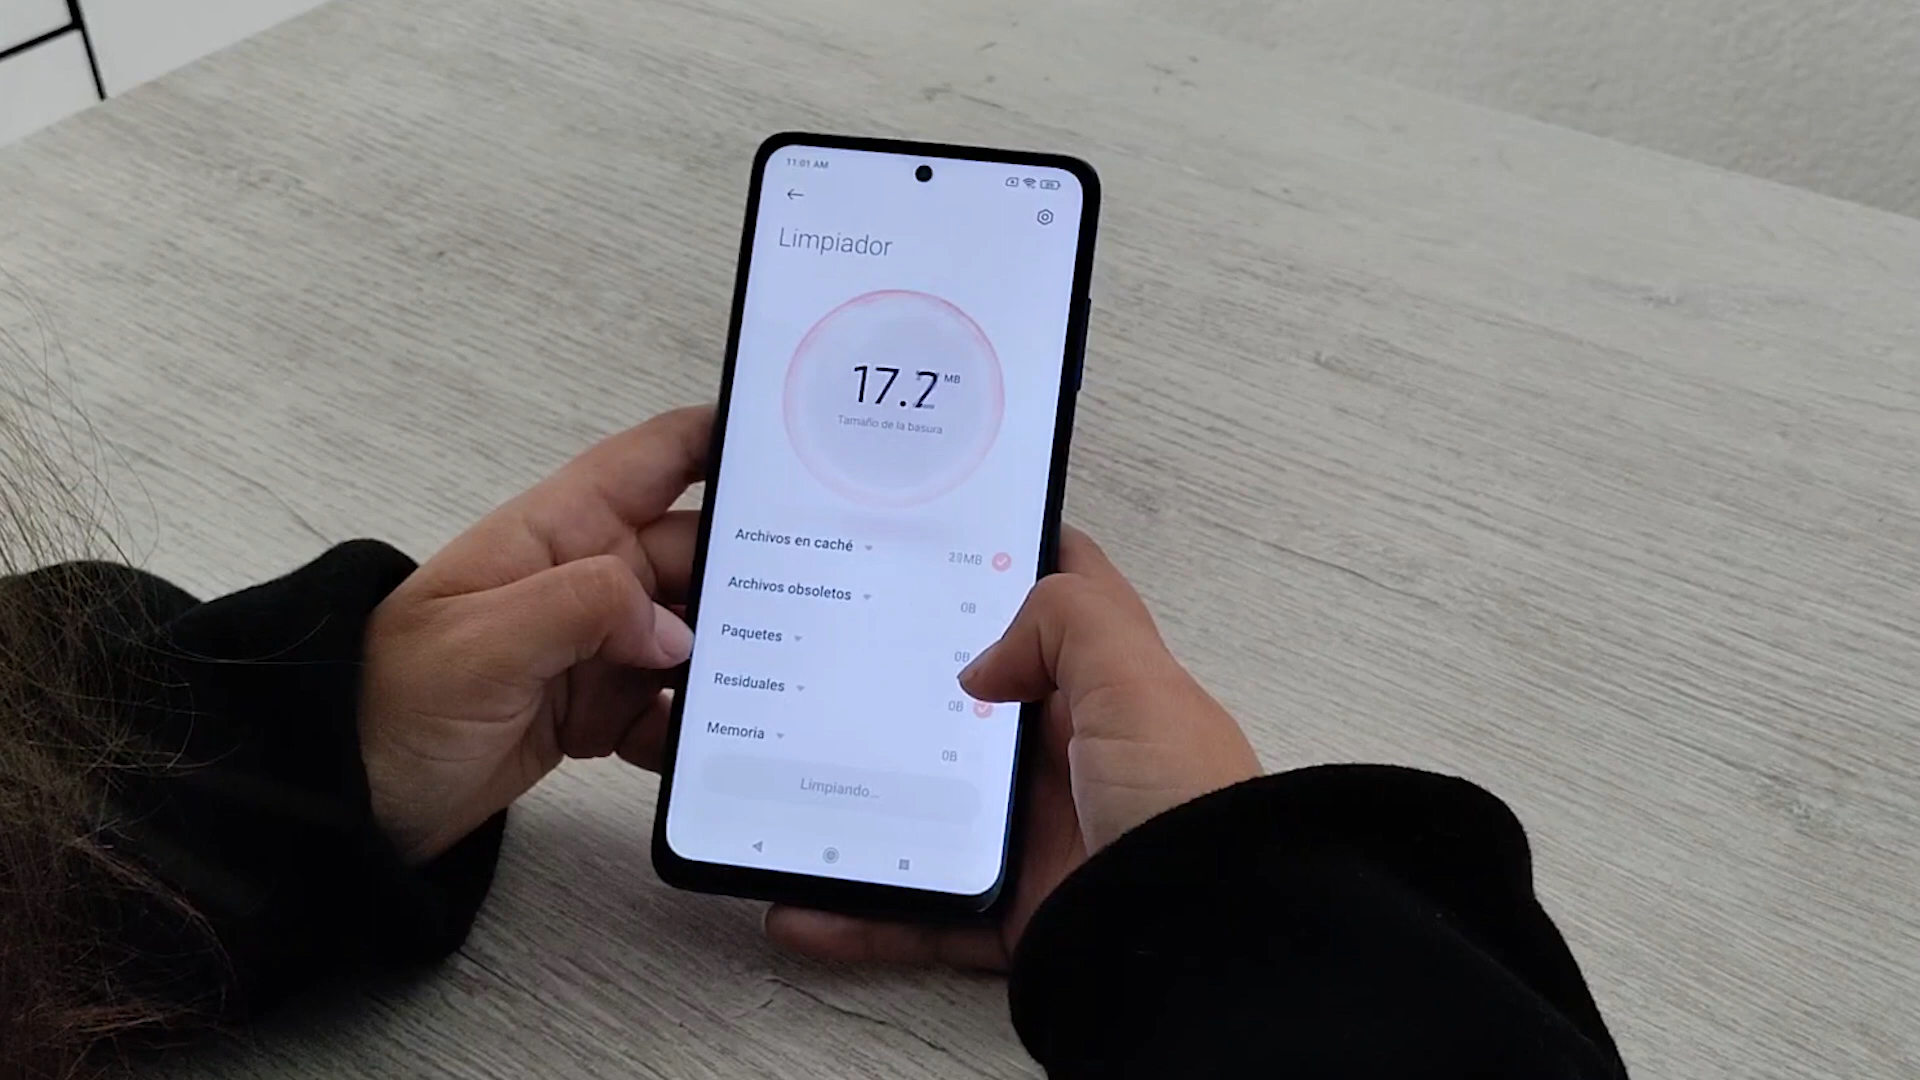 11:01 AM
Limpiador
17. MB
Tamaño de la basura
Archivos en caché 29MB
Archivos obsoletos 0B
Paquetes 0B
Residuales 0B
Memoria 0B
Limpiando...